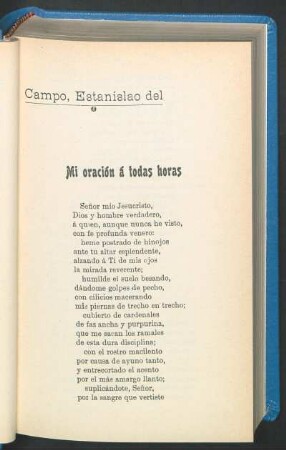 Campo, Estanislao del
Mi oración á todas horas
Señor mío Jesucristo,
Dios y hombre verdadero,
á quien, aunque nunca he visto,
con fe profunda venero:
heme postrado de hinojos
ante tu altar esplendente,
alzando á Ti de mis ojos
la mirada reverente;
humilde el suelo besando,
dándome golpes de pecho,
con cilicios macerando
mis piernas de trecho en trecho;
cubierto de cardenales
de faz ancha y purpurina,
que me sacan los ramales
de esta dura disciplina;
con el rostro macilento
por causa de ayuno tanto,
y entrecortado el acento
por el más amargo llanto;
suplicándote, Señor,
por la sangre que vertiste